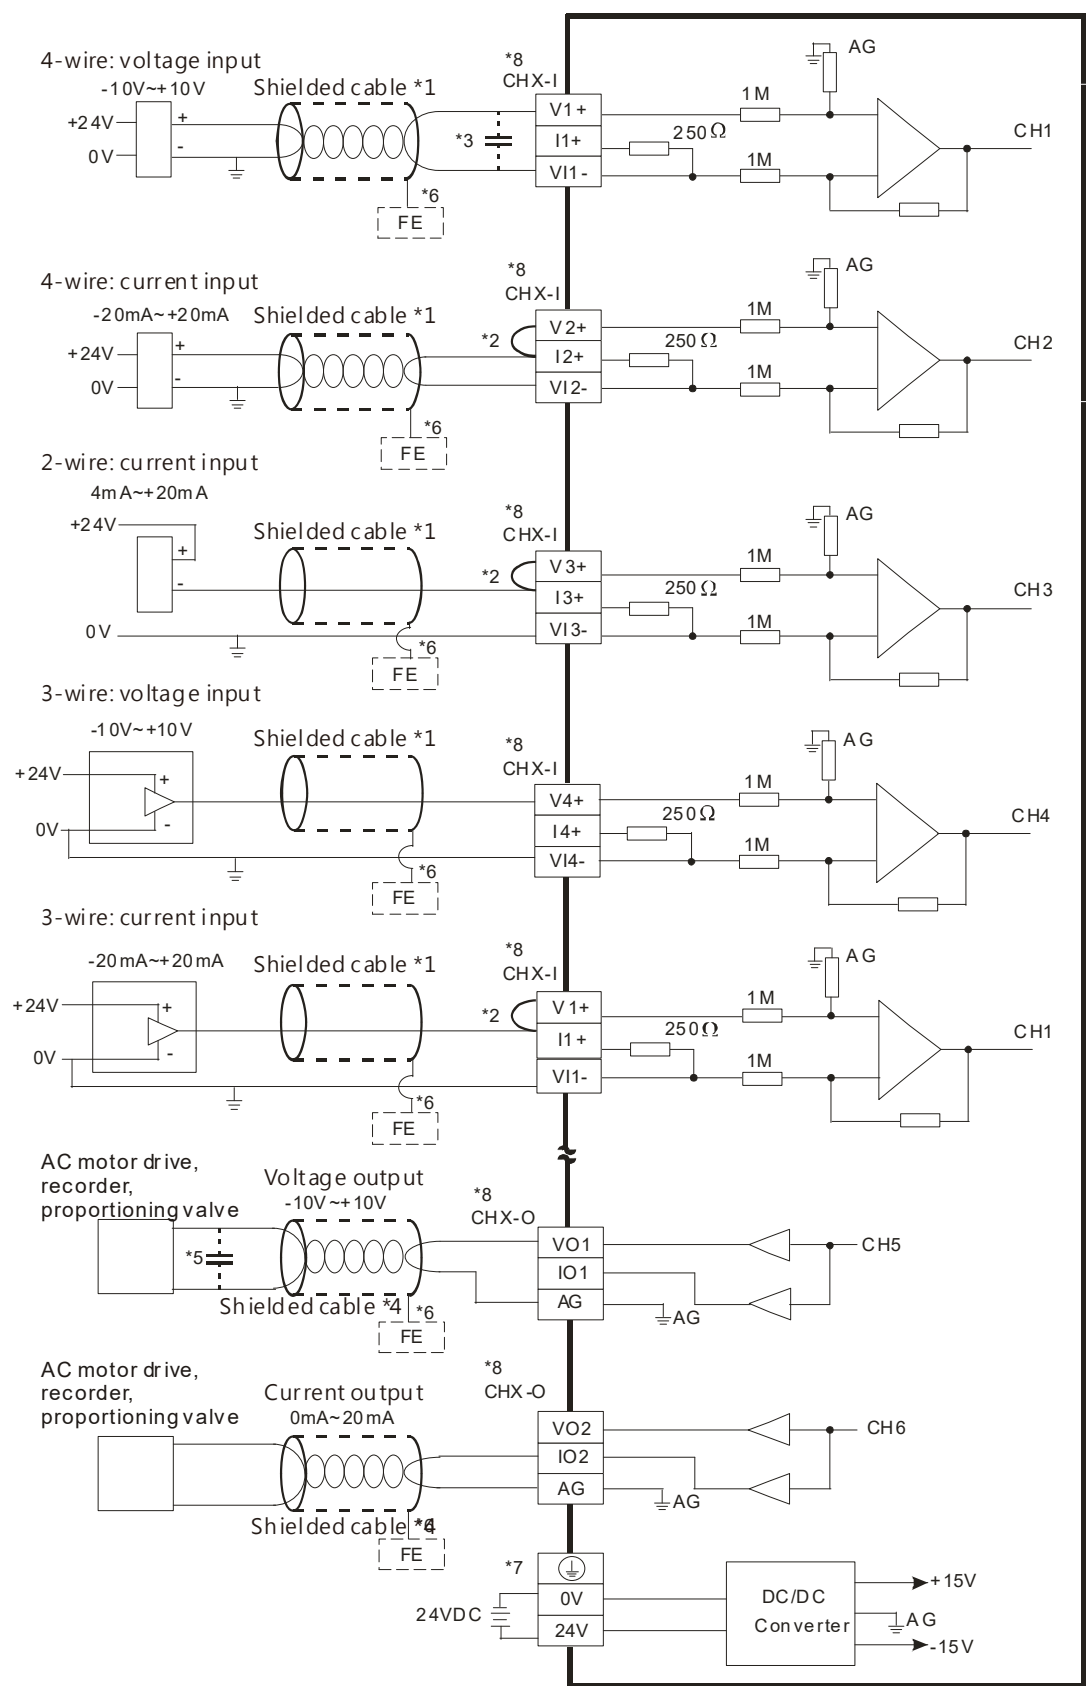 4-wire: voltage input
-10V~+10V
Shielded cable *1
*8
CHX-I
AG
+24V
+
0V
-
*3
V1+
I1+
VI1-
1M
250Ω
1M
CH1
*6
FE
4-wire: current input
-20mA~+20mA
Shielded cable *1
*8
CHX-I
AG
+24V
+
0V
-
*2
V2+
I2+
VI2-
1M
250Ω
1M
CH2
*6
FE
2-wire: current input
4mA~+20mA
+24V
Shielded cable *1
*8
CHX-I
AG
+
-
*2
V3+
I3+
VI3-
1M
250Ω
1M
CH3
0V
*6
FE
3-wire: voltage input
-10V~+10V
Shielded cable *1
*8
CHX-I
AG
+24V
+
0V
-
V4+
I4+
VI4-
1M
250Ω
1M
CH4
*6
FE
3-wire: current input
-20mA~+20mA
Shielded cable *1
*8
CHX-I
AG
+24V
+
0V
-
*2
V1+
I1+
VI1-
1M
250Ω
1M
CH1
*6
FE
AC motor drive,
recorder,
proportioning valve
Voltage output
-10V~+10V
*8
CHX-O
*5
VO1
IO1
AG
CH5
AG
Shielded cable *4
*6
FE
AC motor drive,
recorder,
proportioning valve
Current output
0mA~20mA
*8
CHX-O
VO2
IO2
AG
CH6
AG
Shielded cable *4
*6
FE
*7
24VDC
0V
24V
DC/DC
Converter
+15V
AG
-15V